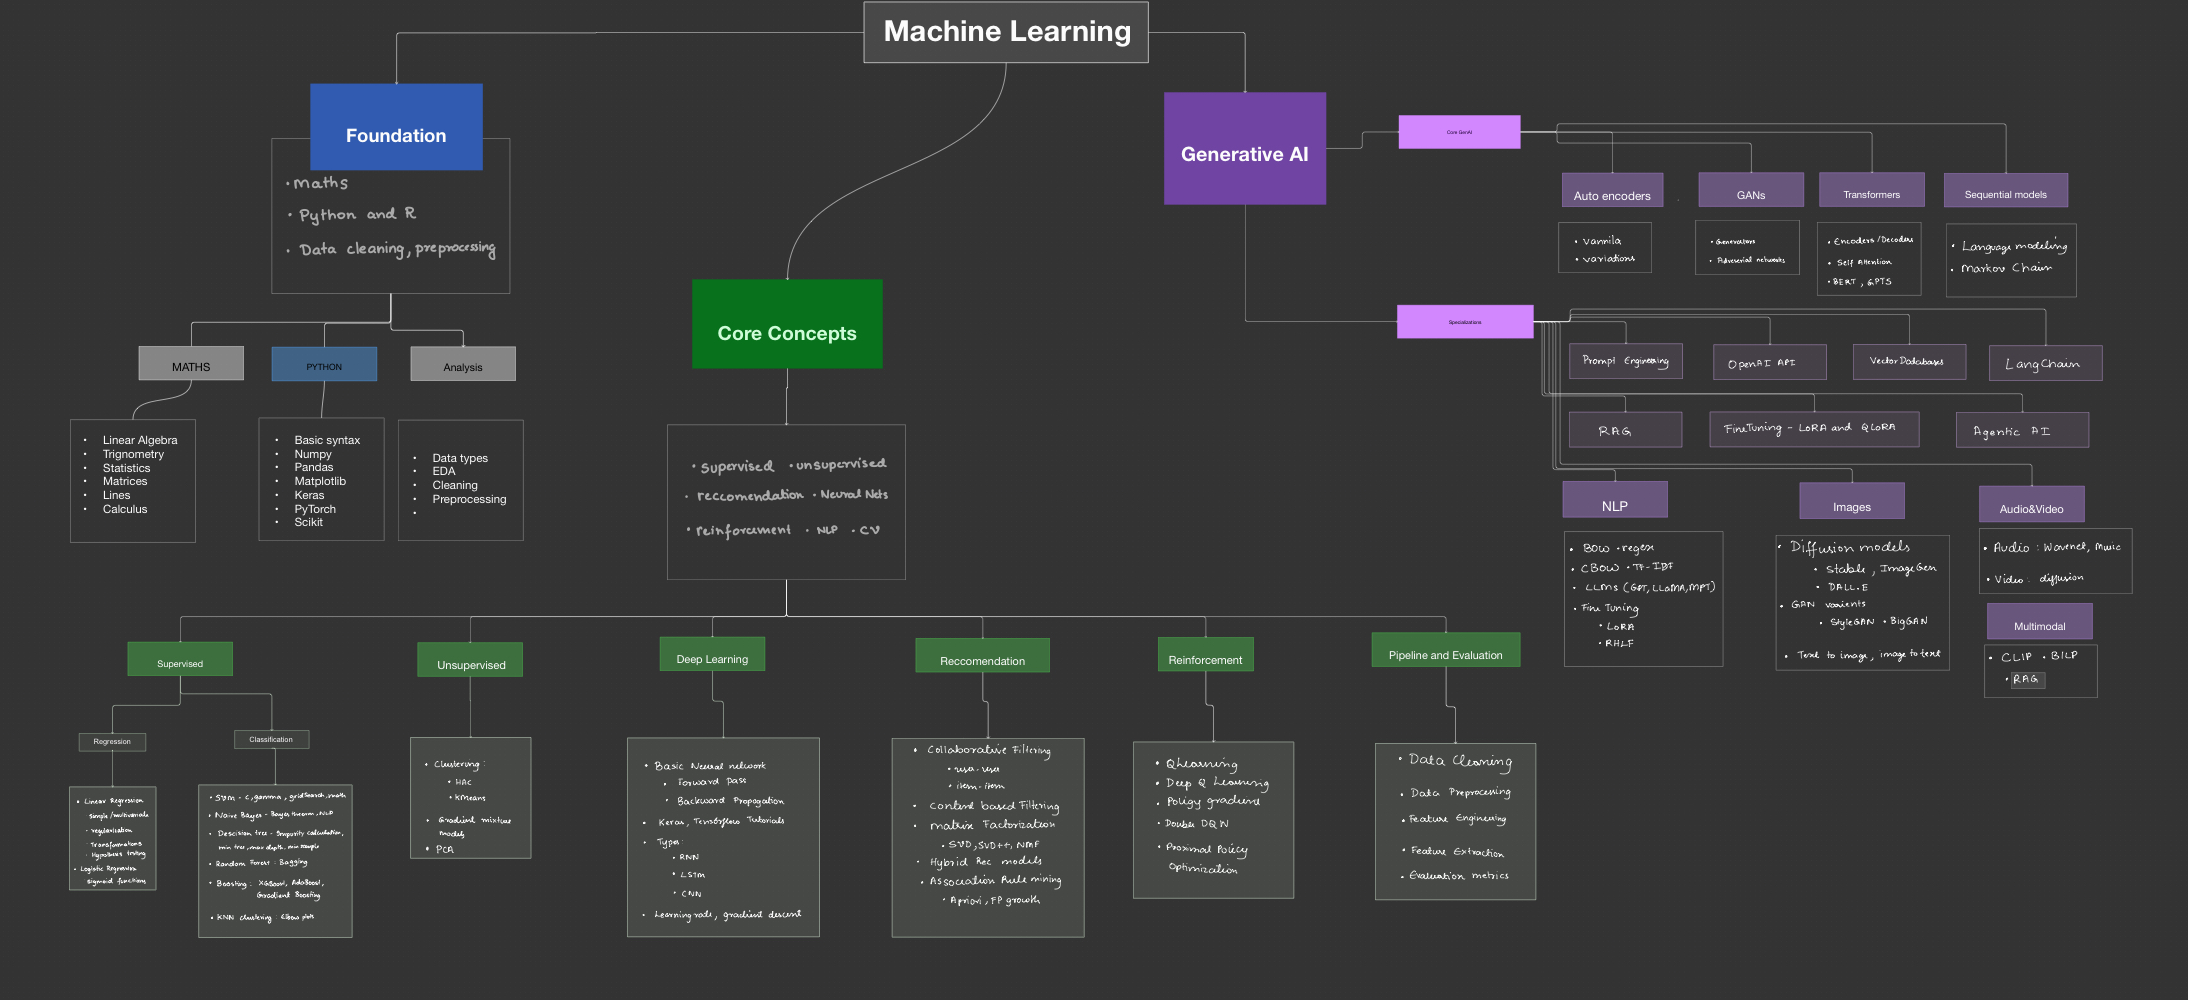 Machine Learning
Foundation
• maths
• Python and R
• Data cleaning, preprocessing
MATHS
• Linear Algebra
• Trignometry
• Statistics
• Matrices
• Lines
• Calculus
PYTHON
• Basic syntax
• Numpy
• Pandas
• Matplotlib
• Keras
• PyTorch
• Scikit
Analysis
• Data types
• EDA
• Cleaning
• Preprocessing
•
Core Concepts
• supervised • unsupervised
• reccomendation • Neural Nets
• reinforcement • NLP • CV
Supervised
Regression
• Linear Regression
simple/multivariate
- regularisation
- Transformations
- Hypothesis testing
• Logistic Regression
sigmoid function
Classification
• SVM - C, gamma, gridSearch, math
• Naive Bayes - Bayes theorem, NLP
• Descision tree - Impurity calculation,
min tree, max depth, min sample
• Random Forest : Bagging
• Boosting : XGBoost, AdaBoost,
Gradient Boosting
• KNN clustering : Elbow plots
Unsupervised
• Clustering :
• HAC
• KMeans
• Gradient mixture
models
• PCA
Deep Learning
• Basic Neural network
• Forward pass
• Backward Propogation
• Keras, Tensorflow Tutorials
• Types:
• RNN
• LSTM
• CNN
• Learning rate, gradient descent
Reccomendation
• Collaborative Filtering
• user-user
• item-item
• Content based Filtering
• matrix Factorization
• SVD, SVD++, NMF
• Hybrid Rec models
• Association Rule mining
• Apriori, FP growth
Reinforcement
• QLearning
• Deep Q Learning
• Policy gradient
• Double DQN
• Proximal Policy
Optimization
Pipeline and Evaluation
• Data Cleaning
• Data Preprocessing
• Feature Engineering
• Feature Extraction
• Evaluation metrics
Generative AI
Core GenAI
Auto encoders
• vannila
• variations
GANs
• Generators
• Adveserial networks
Transformers
• Encoders/Decoders
• Self Attention
• BERT, GPTS
Sequential models
• Language modeling
• Markov Chain
Specializations
Prompt Engineering
OpenAI API
Vector Databases
LangChain
RAG
FineTuning - LoRA and QLoRA
Agentic AI
NLP
• BOW • regex
• CBOW • TF-IDF
• LLMs (GPT, LLaMA, MPT)
• Fine Tuning
• LoRA
• RHLF
Images
• Diffusion models
• Stable, ImageGen
• DALL.E
• GAN varients
• StyleGAN • BigGAN
• Text to image, image to text
Audio&Video
• Audio : Wavenet, Music
• Video: diffusion
Multimodal
• CLIP • BILP
• RAG